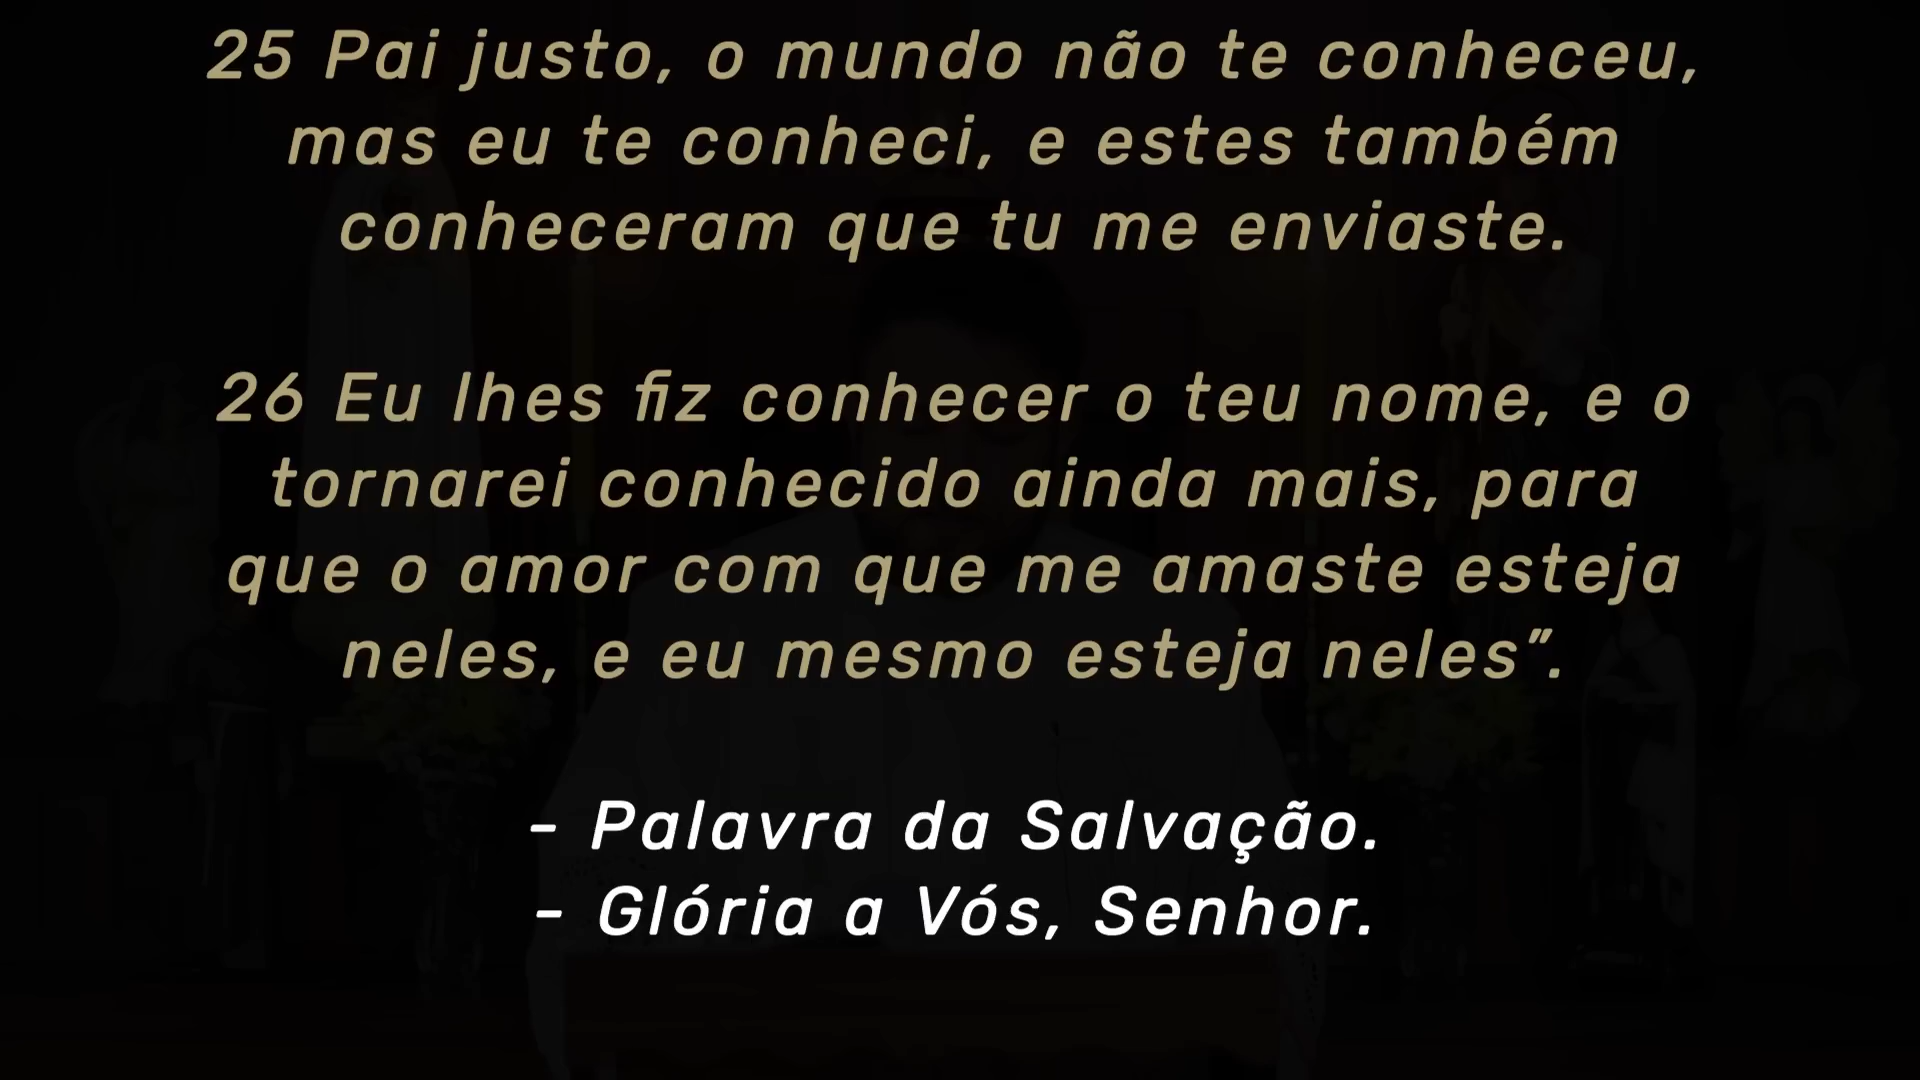 25 Pai justo, o mundo não te conheceu,
mas eu te conheci, e estes também
conheceram que tu me enviaste.
26 Eu lhes fiz conhecer o teu nome, e o
tornarei conhecido ainda mais, para
que o amor com que me amaste esteja
neles, e eu mesmo esteja neles”.
- Palavra da Salvação.
- Glória a Vós, Senhor.